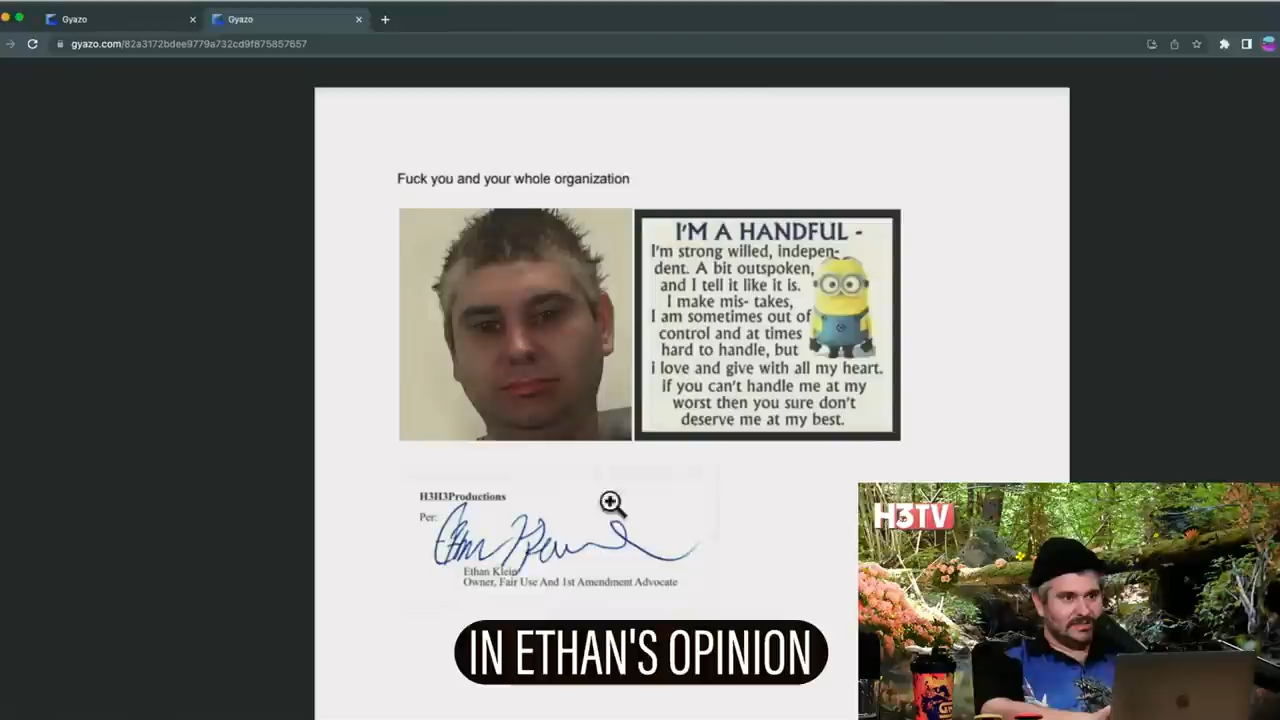 Gyazo
Gyazo
gyazo.com/82a3172bdee9779a732cd9f875857657
Fuck you and your whole organization
I'M A HANDFUL -
I'm strong willed, indepen-
dent. A bit outspoken,
and I tell it like it is.
I make mis- takes,
I am sometimes out of
control and at times
hard to handle, but
i love and give with all my heart.
if you can't handle me at my
worst then you sure don't
deserve me at my best.
H3H3Productions
Per:
Ethan Klein
Owner, Fair Use And 1st Amendment Advocate
H3TV
IN ETHAN'S OPINION